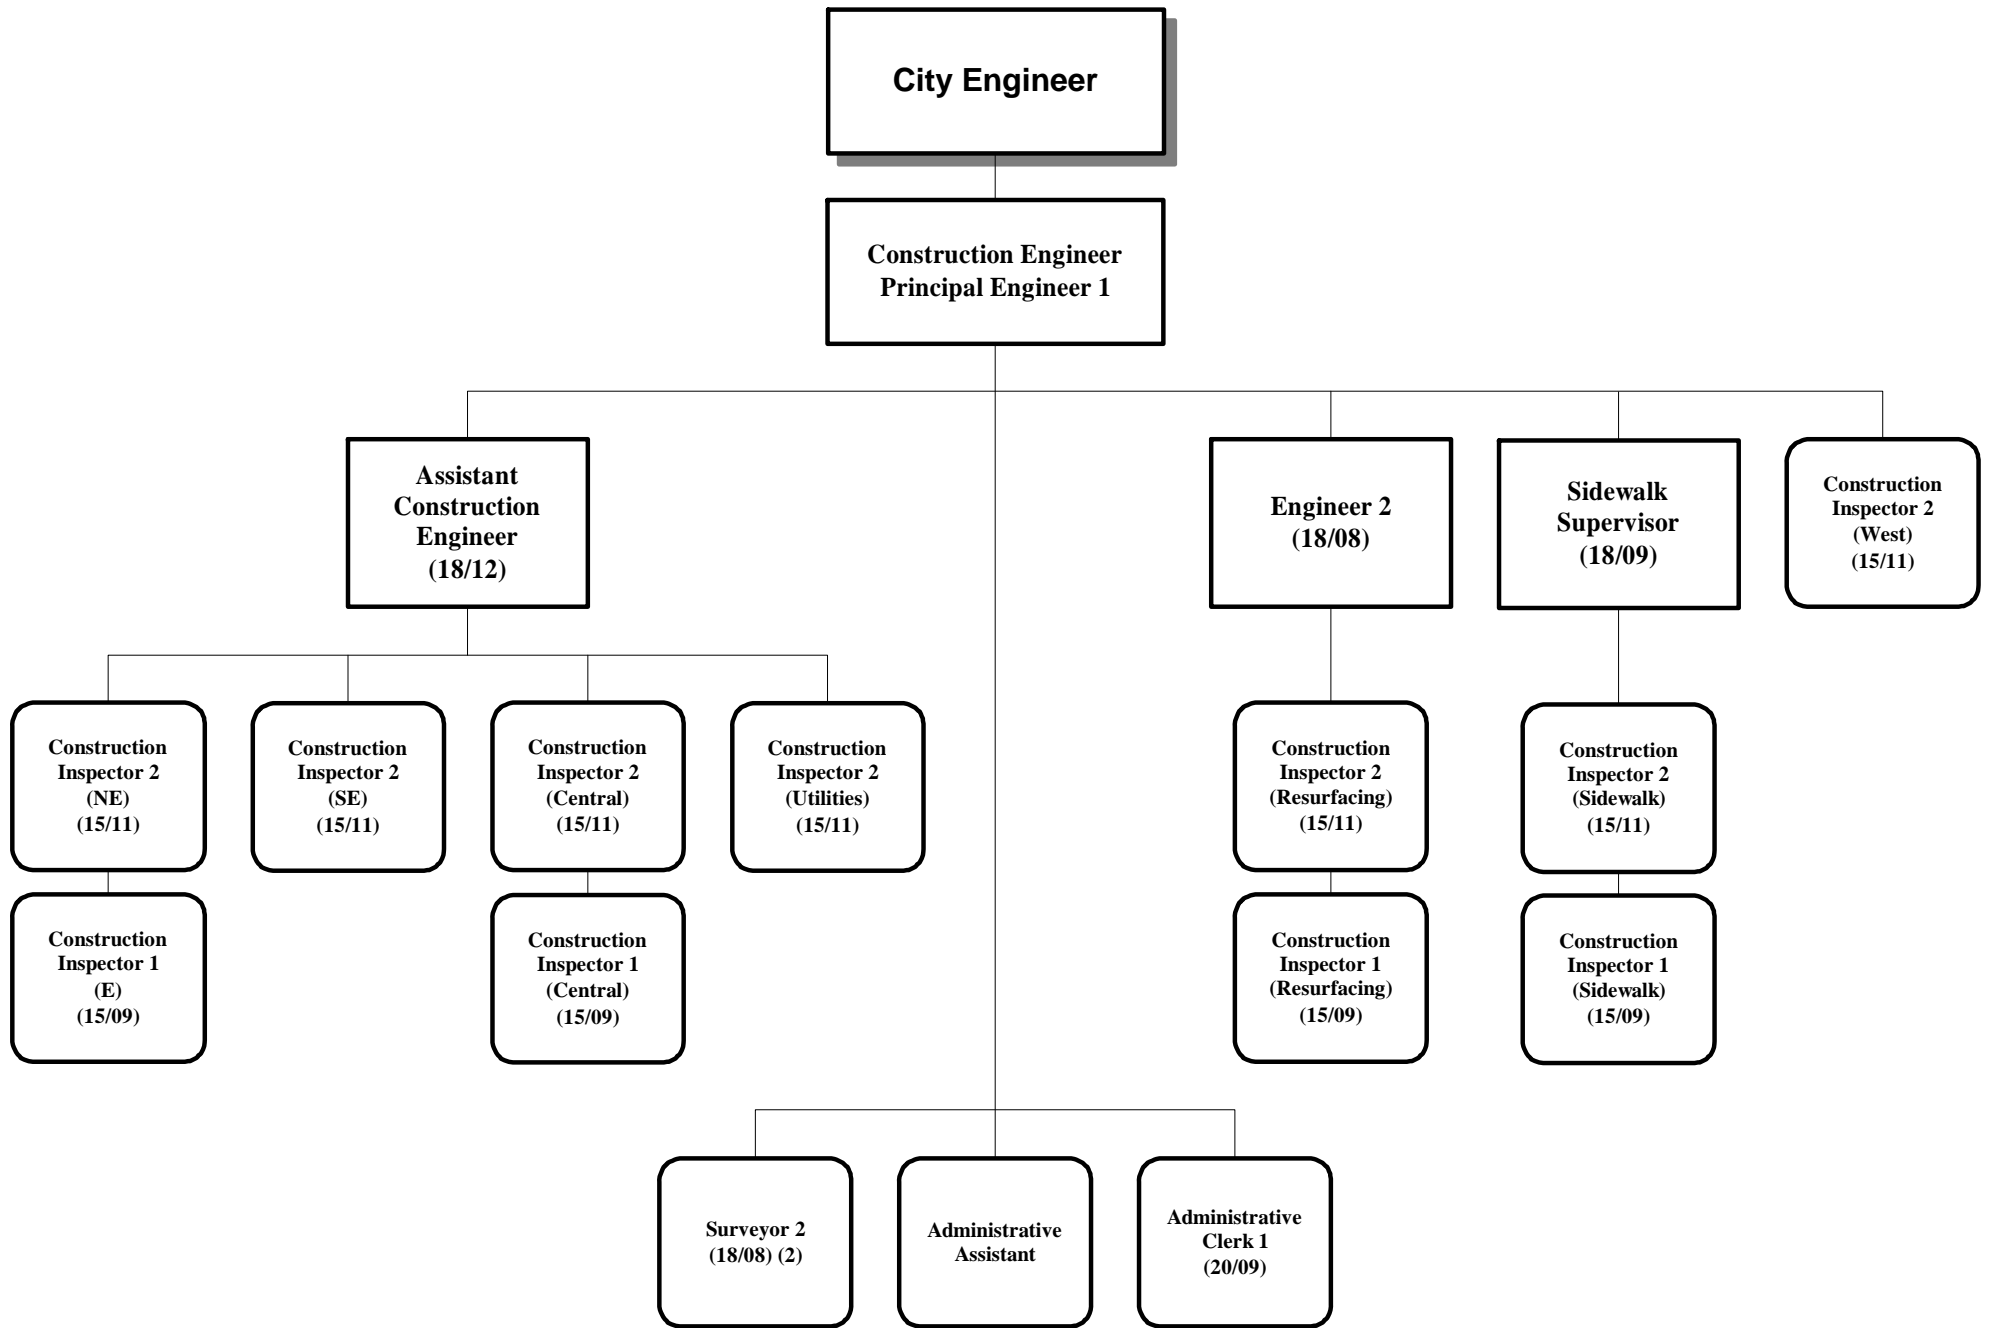 City Engineer
Construction Engineer
Principal Engineer 1
Assistant
Construction
Engineer
(18/12)
Engineer 2
(18/08)
Sidewalk
Supervisor
(18/09)
Construction
Inspector 2
(West)
(15/11)
Construction
Inspector 2
(NE)
(15/11)
Construction
Inspector 2
(SE)
(15/11)
Construction
Inspector 2
(Central)
(15/11)
Construction
Inspector 2
(Utilities)
(15/11)
Construction
Inspector 2
(Resurfacing)
(15/11)
Construction
Inspector 2
(Sidewalk)
(15/11)
Construction
Inspector 1
(E)
(15/09)
Construction
Inspector 1
(Central)
(15/09)
Construction
Inspector 1
(Resurfacing)
(15/09)
Construction
Inspector 1
(Sidewalk)
(15/09)
Surveyor 2
(18/08) (2)
Administrative
Assistant
Administrative
Clerk 1
(20/09)